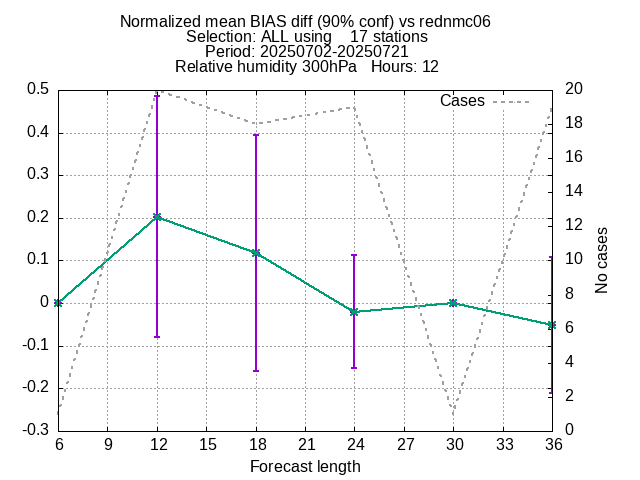 Normalized mean BIAS diff (90% conf) vs rednmc06
Selection: ALL using    17 stations
Period: 20250702-20250721
Relative humidity 300hPa   Hours: 12
Cases
0.5
0.4
0.3
0.2
0.1
0
-0.1
-0.2
-0.3
20
18
16
14
12
10
8
6
4
2
0
No cases
6 9 12 15 18 21 24 27 30 33 36
Forecast length